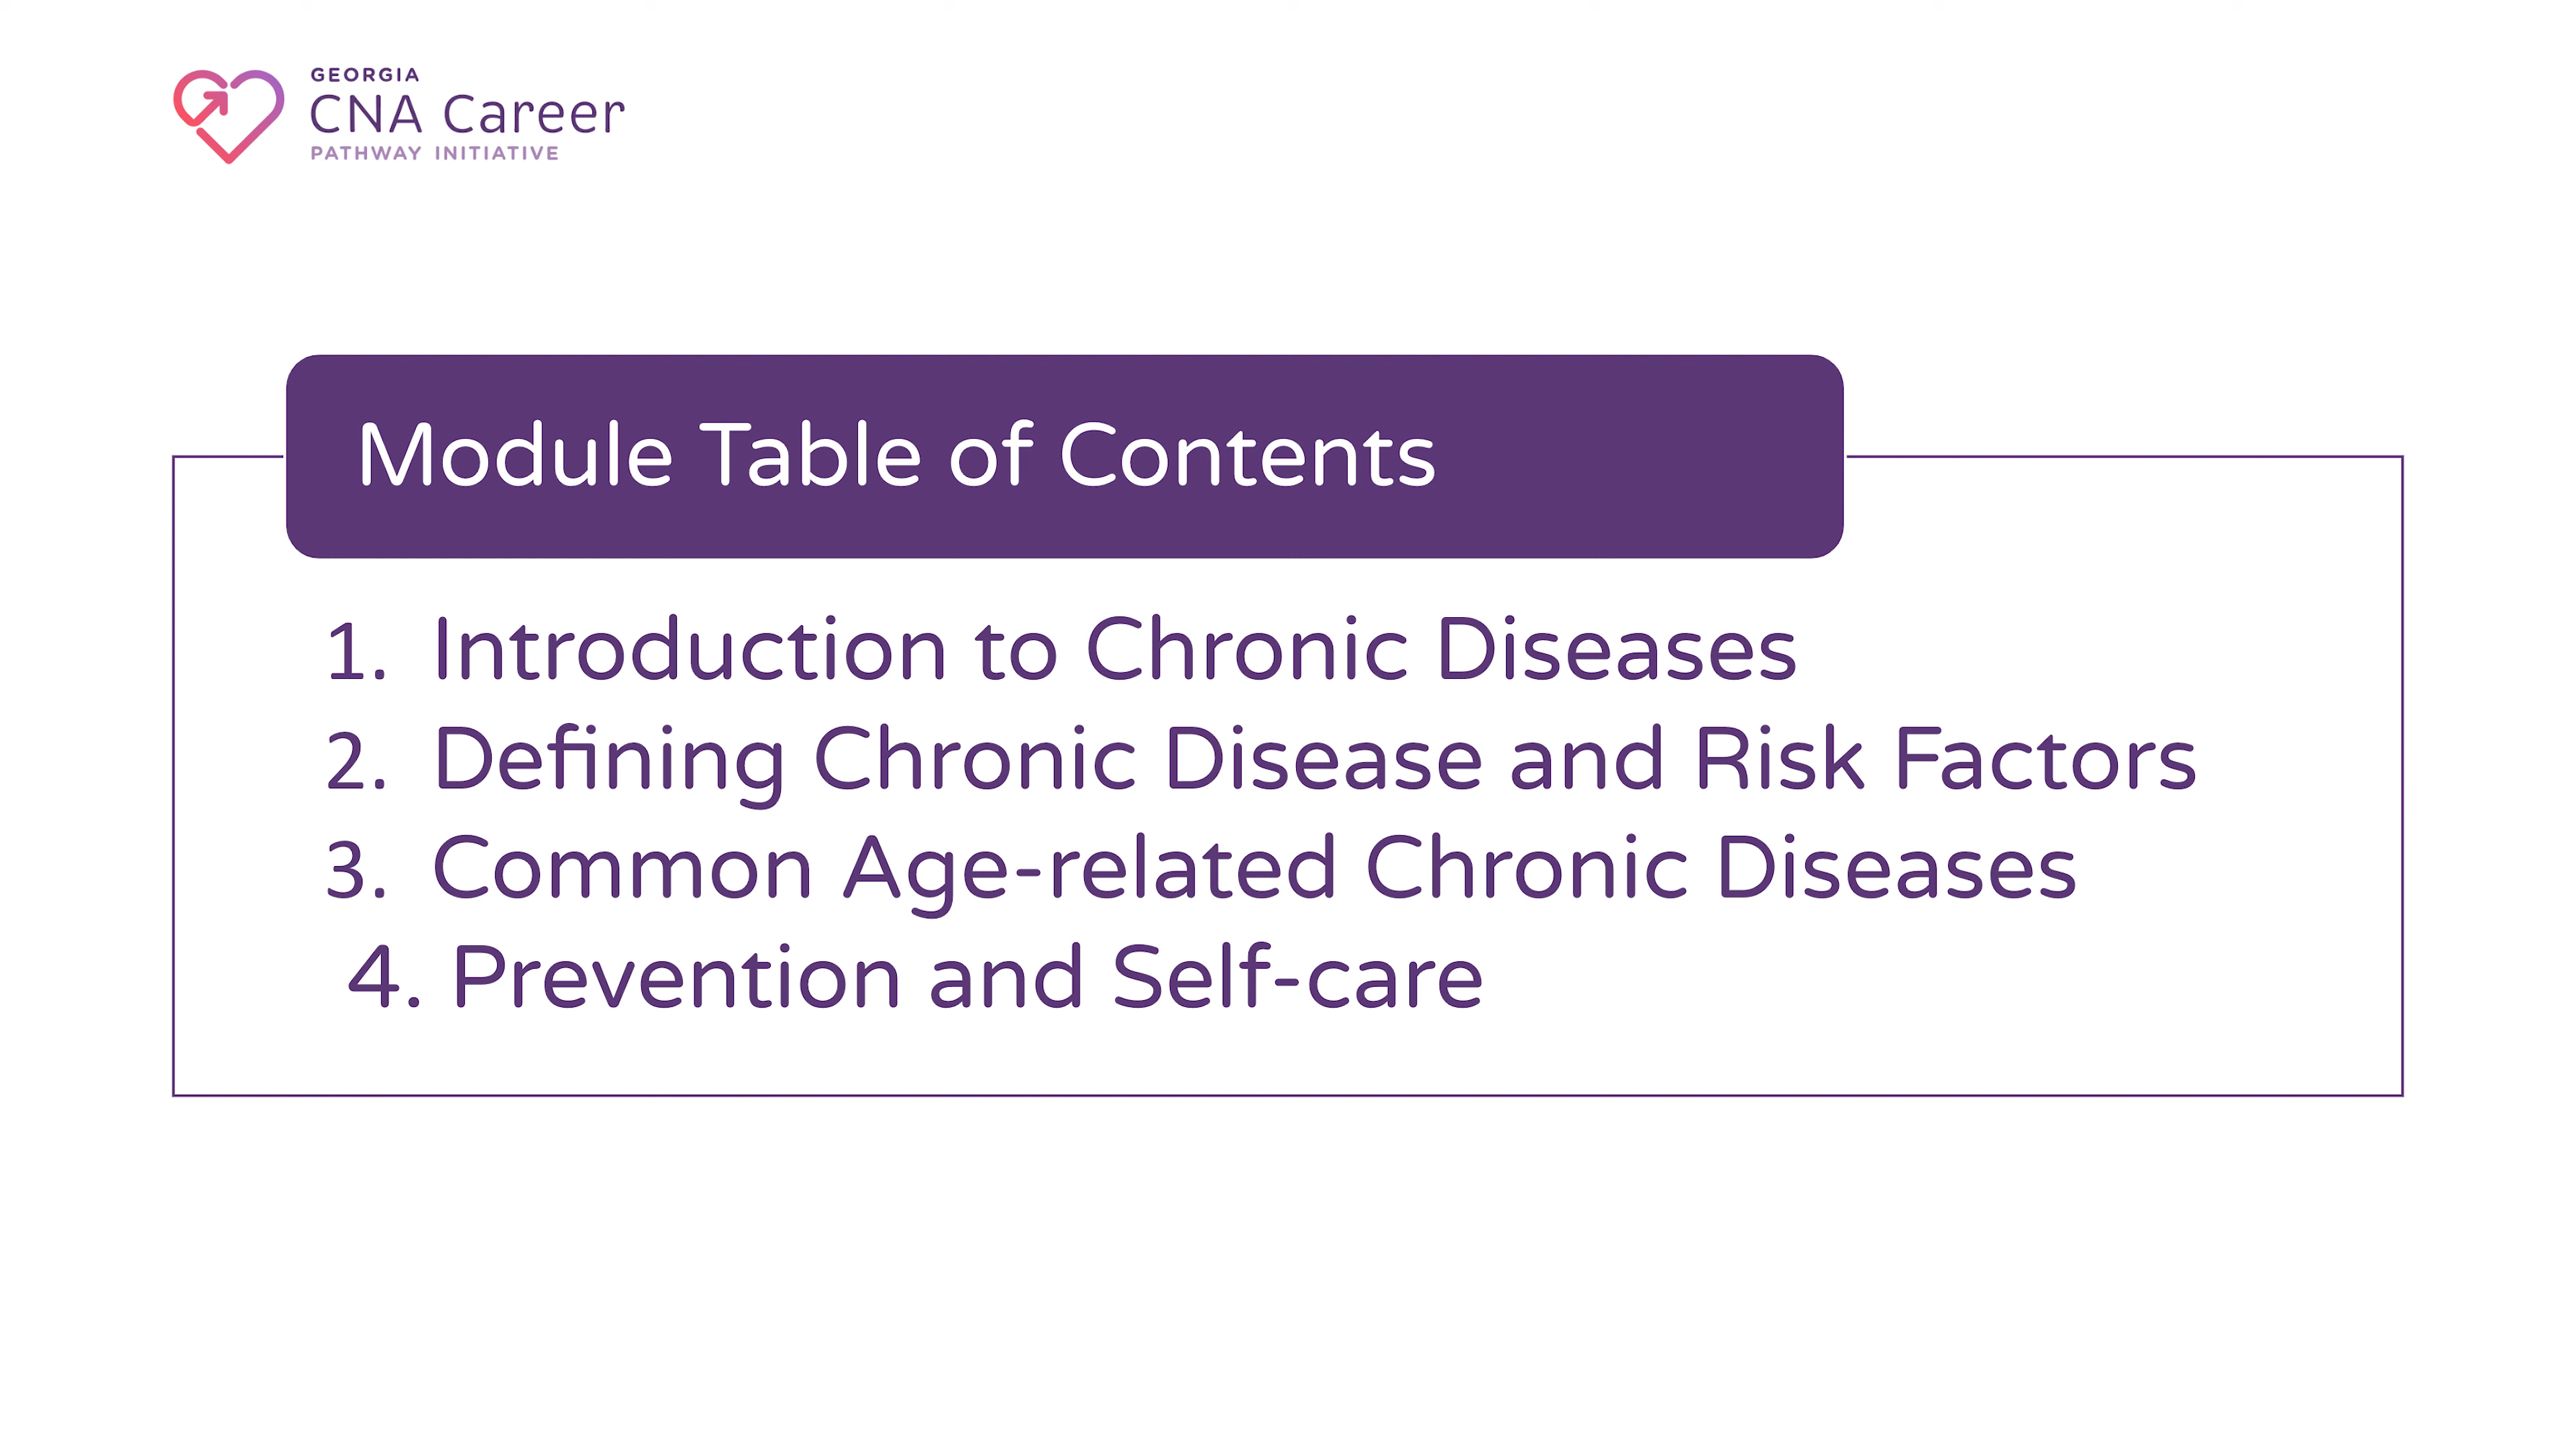 GEORGIA
CNA Career
PATHWAY INITIATIVE
Module Table of Contents
1. Introduction to Chronic Diseases
2. Defining Chronic Disease and Risk Factors
3. Common Age-related Chronic Diseases
4. Prevention and Self-care